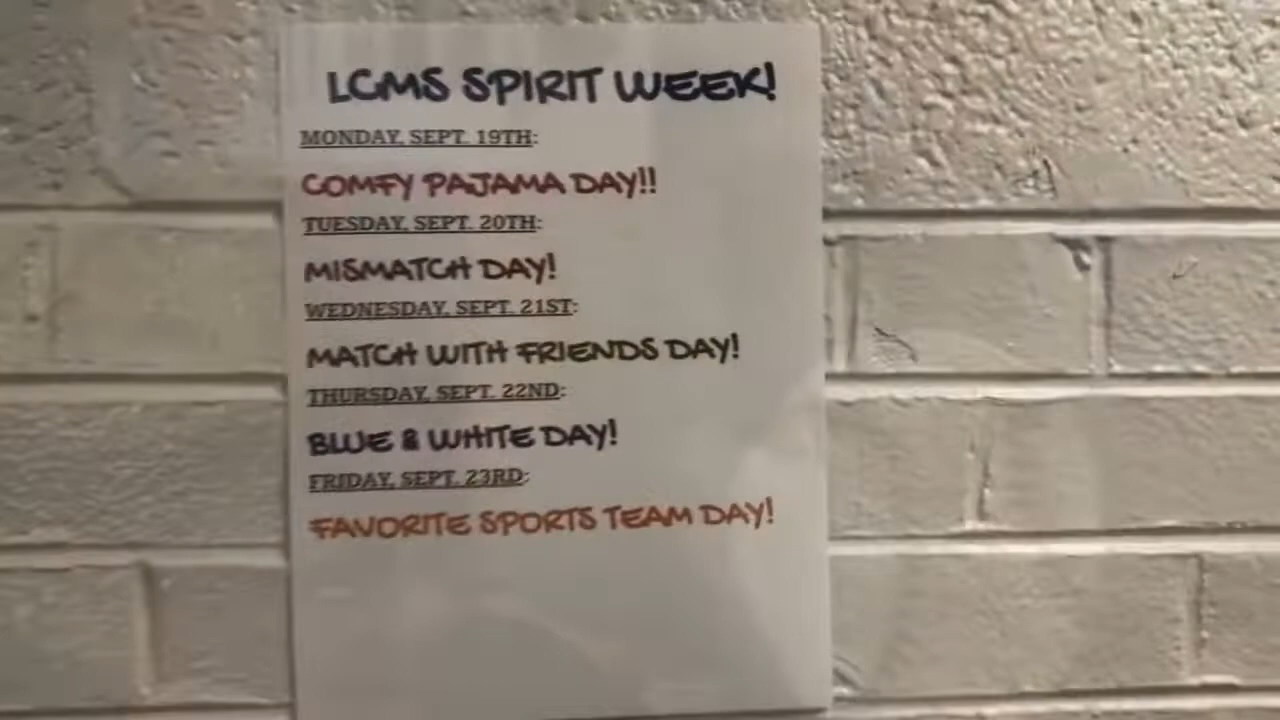 LCMS SPIRIT WEEK!
MONDAY, SEPT. 19TH:
COMFY PAJAMA DAY!!
TUESDAY, SEPT. 20TH:
MISMATCH DAY!
WEDNESDAY, SEPT. 21ST:
MATCH WITH FRIENDS DAY!
THURSDAY, SEPT. 22ND:
BLUE & WHITE DAY!
FRIDAY, SEPT. 23RD:
FAVORITE SPORTS TEAM DAY!